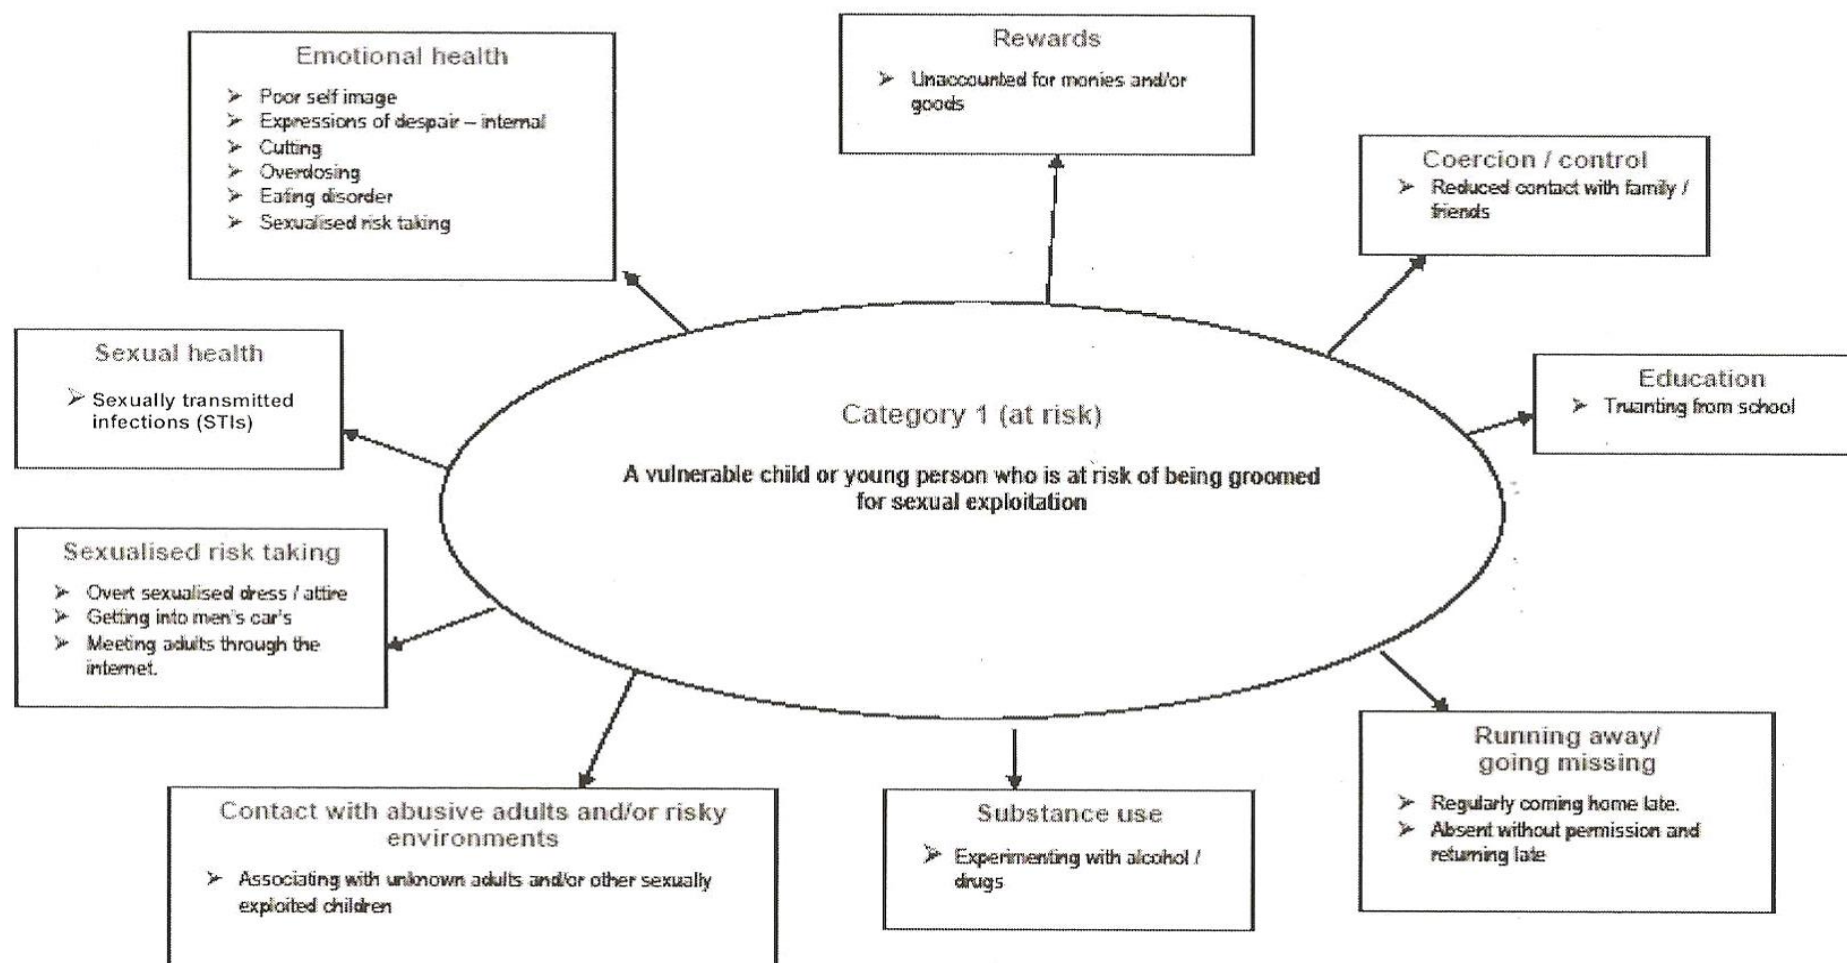 Emotional health
➢ Poor self image
➢ Expressions of despair – internal
➢ Cutting
➢ Overdosing
➢ Eating disorder
➢ Sexualised risk taking
Rewards
➢ Unaccounted for monies and/or
goods
Coercion / control
➢ Reduced contact with family /
friends
Sexual health
➢ Sexually transmitted
infections (STIs)
Education
➢ Truanting from school
Category 1 (at risk)
A vulnerable child or young person who is at risk of being groomed
for sexual exploitation
Sexualised risk taking
➢ Overt sexualised dress / attire
➢ Getting into men's car's
➢ Meeting adults through the
internet.
Contact with abusive adults and/or risky
environments
➢ Associating with unknown adults and/or other sexually
exploited children
Substance use
➢ Experimenting with alcohol /
drugs
Running away/
going missing
➢ Regularly coming home late.
➢ Absent without permission and
returning late